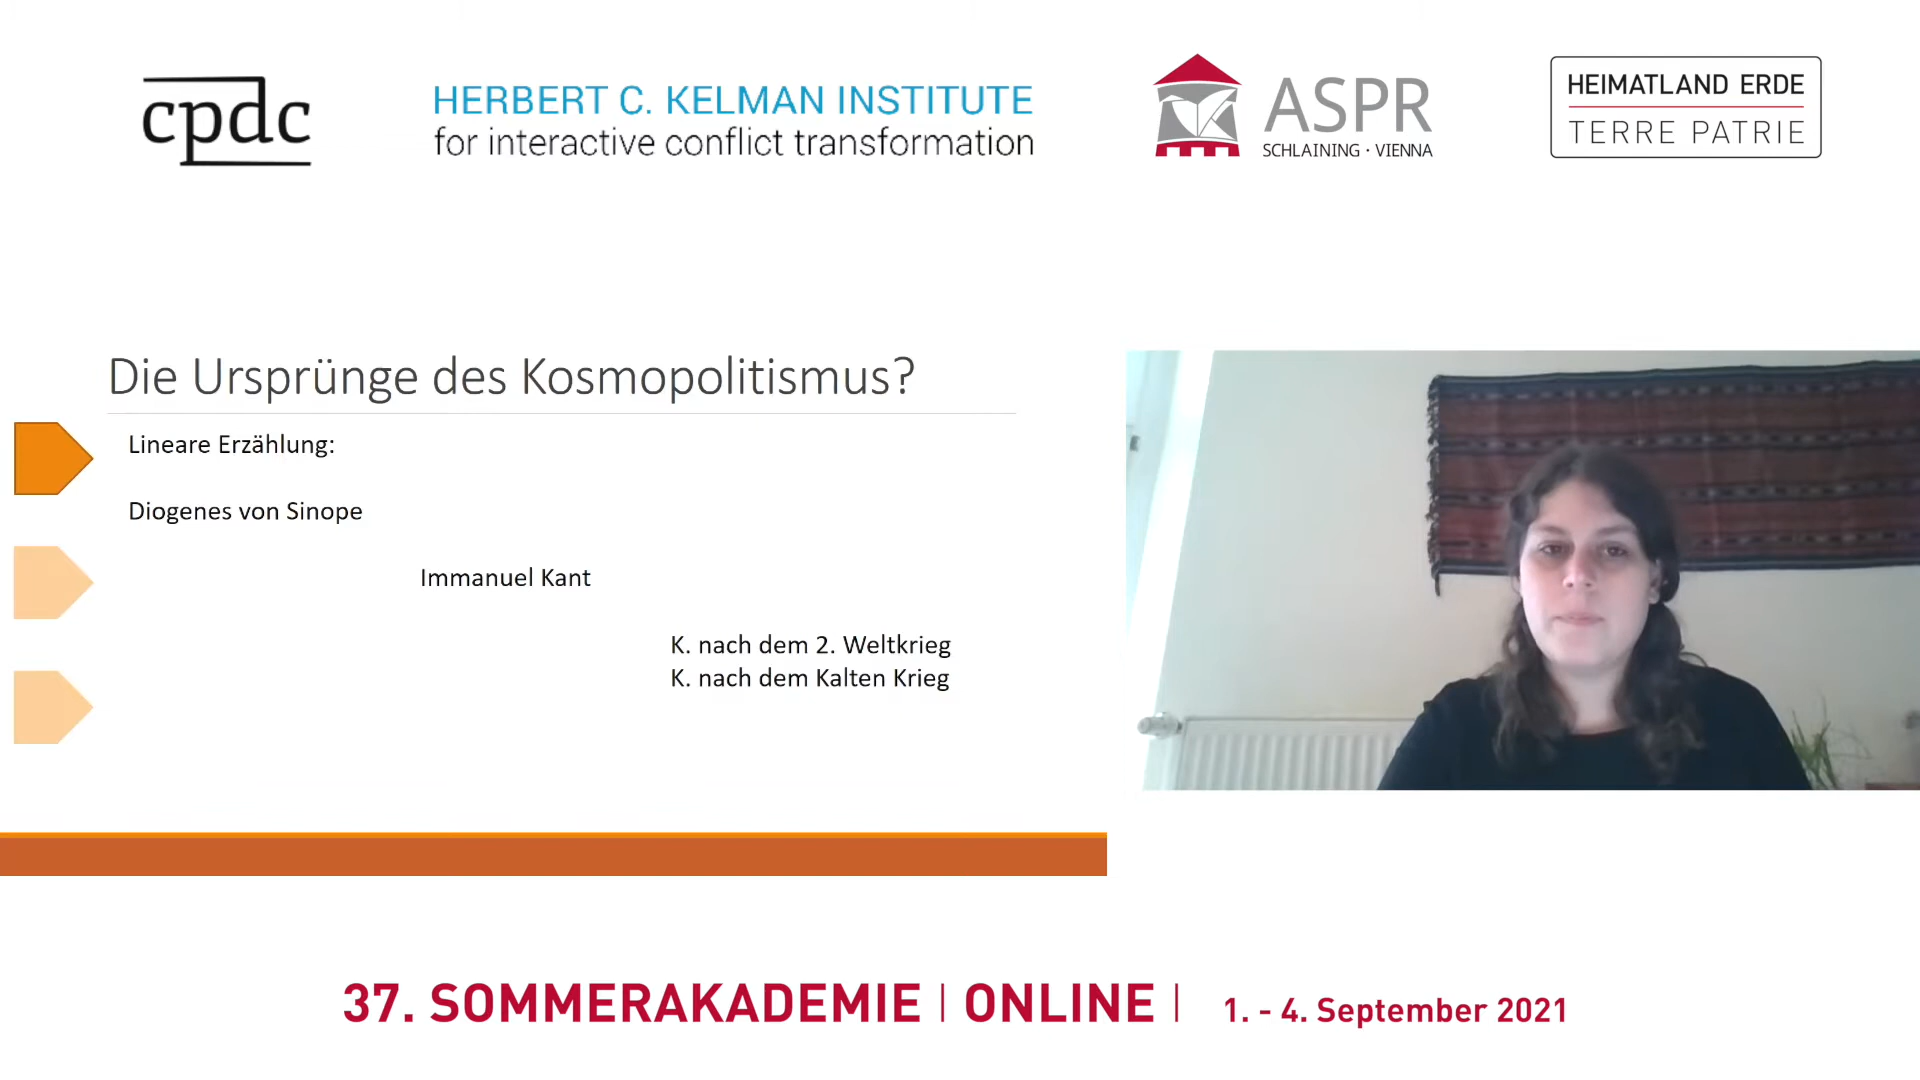 cpdc
HERBERT C. KELMAN INSTITUTE
for interactive conflict transformation
ASPR
SCHLAINING · VIENNA
HEIMATLAND ERDE
TERRE PATRIE
Die Ursprünge des Kosmopolitismus?
Lineare Erzählung:
Diogenes von Sinope
Immanuel Kant
K. nach dem 2. Weltkrieg
K. nach dem Kalten Krieg
37. SOMMERAKADEMIE | ONLINE | 1. - 4. September 2021